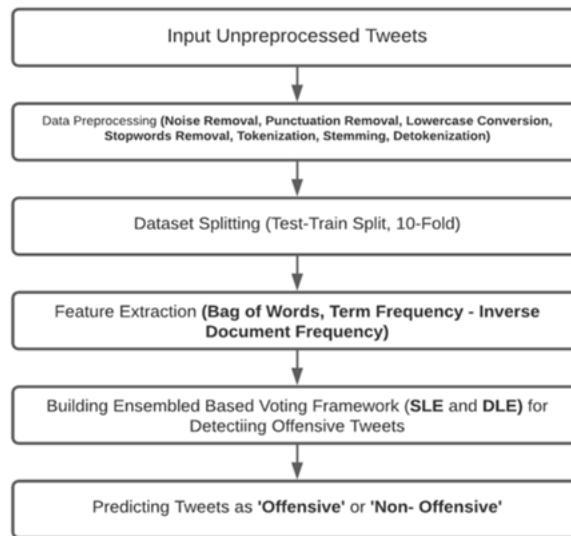 Input Unpreprocessed Tweets
Data Preprocessing (Noise Removal, Punctuation Removal, Lowercase Conversion,
Stopwords Removal, Tokenization, Stemming, Detokenization)
Dataset Splitting (Test-Train Split, 10-Fold)
Feature Extraction (Bag of Words, Term Frequency - Inverse
Document Frequency)
Building Ensembled Based Voting Framework (SLE and DLE) for
Detectiing Offensive Tweets
Predicting Tweets as 'Offensive' or 'Non- Offensive'